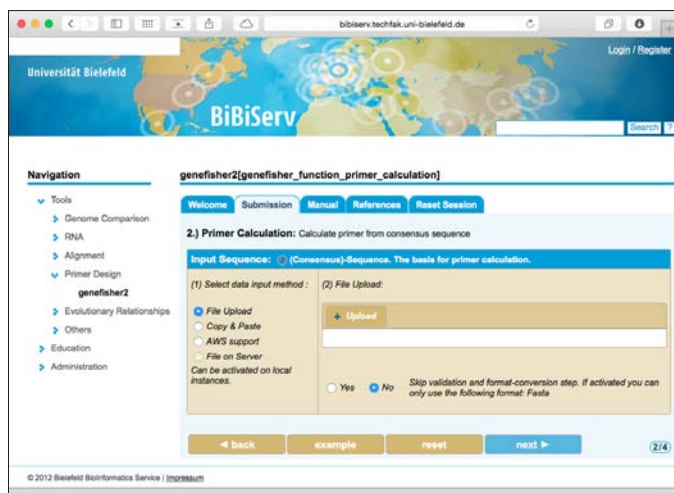 bibiserv.techfak.uni-bielefeld.de
Login / Register
Universität Bielefeld
BiBiServ
Search ?
Navigation
Tools
Genome Comparison
RNA
Alignment
Primer Design
genefisher2
Evolutionary Relationships
Others
Education
Administration
genefisher2[genefisher_function_primer_calculation]
Welcome Submission Manual References Reset Session
2.) Primer Calculation: Calculate primer from consensus sequence
Input Sequence: (Consensus)-Sequence. The basis for primer calculation.
(1) Select data input method :
File Upload
Copy & Paste
AWS support
File on Server
Can be activated on local
instances.
(2) File Upload:
+ Upload
Yes No Skip validation and format-conversion step. If activated you can
only use the following format: Fasta
back example reset next
(2/4)
© 2012 Bielefeld Bioinformatics Service | Impressum